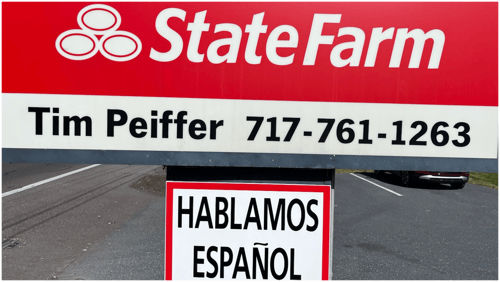 StateFarm
Tim Peiffer 717-761-1263
HABLAMOS
ESPAÑOL